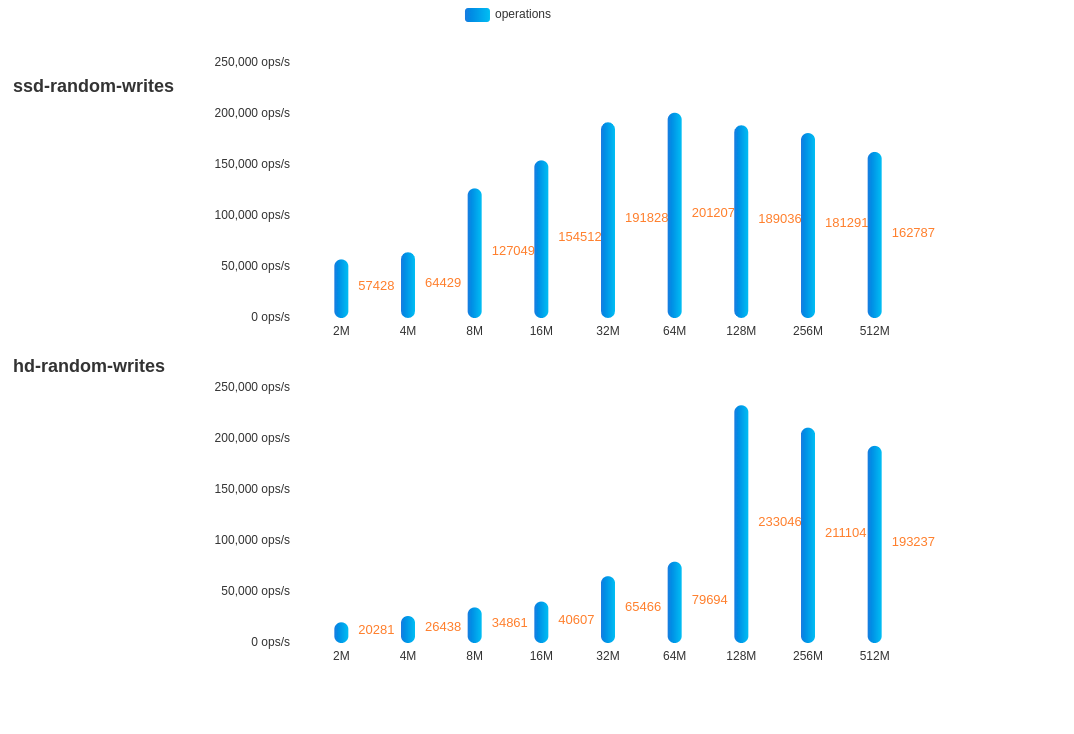 operations
ssd-random-writes
250,000 ops/s
200,000 ops/s
150,000 ops/s
100,000 ops/s
50,000 ops/s
0 ops/s
57428 64429 127049 154512 191828 201207 189036 181291 162787
2M 4M 8M 16M 32M 64M 128M 256M 512M
hd-random-writes
250,000 ops/s
200,000 ops/s
150,000 ops/s
100,000 ops/s
50,000 ops/s
0 ops/s
20281 26438 34861 40607 65466 79694 233046 211104 193237
2M 4M 8M 16M 32M 64M 128M 256M 512M